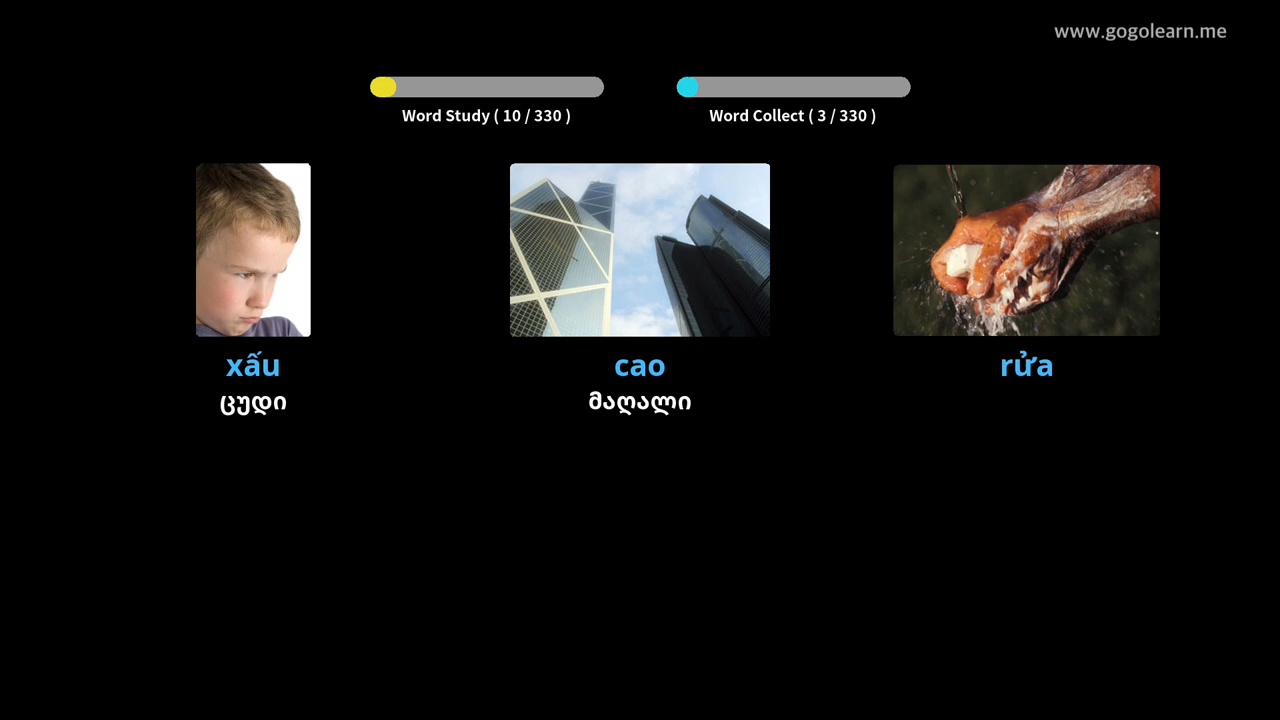 www.gogolearn.me
Word Study ( 10 / 330 )
Word Collect ( 3 / 330 )
xấu
cao
rửa
ცუდი
მაღალი